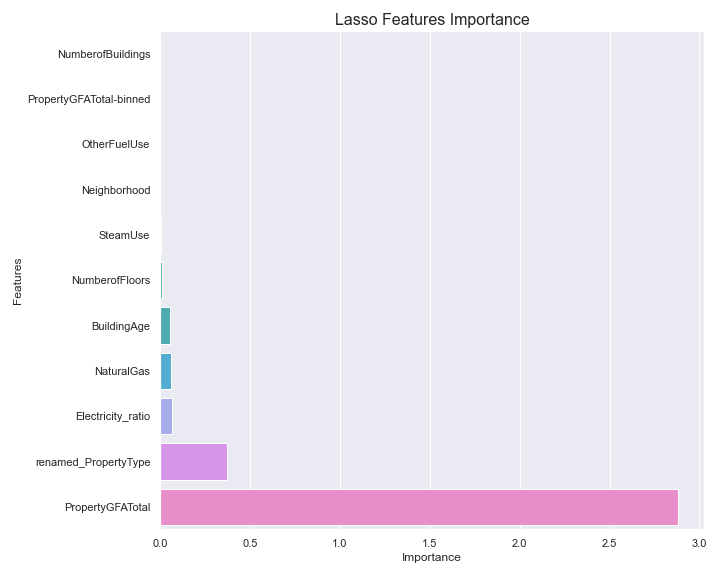 Lasso Features Importance
NumberofBuildings
PropertyGFATotal-binned
OtherFuelUse
Neighborhood
SteamUse
NumberofFloors
BuildingAge
NaturalGas
Electricity_ratio
renamed_PropertyType
PropertyGFATotal
Features
0.0 0.5 1.0 1.5 2.0 2.5 3.0
Importance